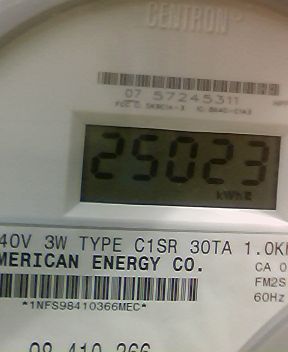 CENTRON®
07 57245311
25023
kWh
40V 3W TYPE C1SR 30TA 1.0Kh
MERICAN ENERGY CO.
CA 0
FM2S
60Hz
*1NFS98410366MEC*
98 410 366